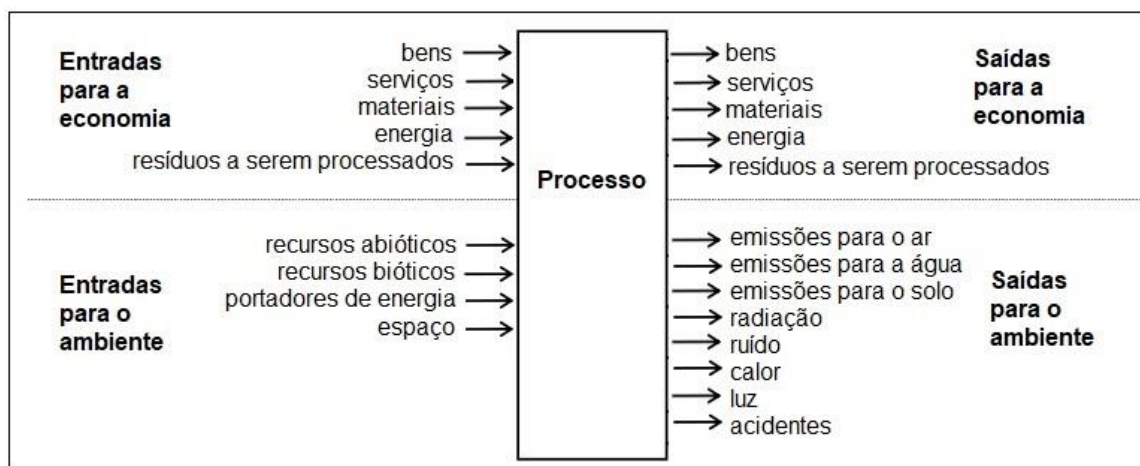 Entradas
para a
economia
bens
serviços
materiais
energia
resíduos a serem processados
Processo
bens
serviços
materiais
energia
resíduos a serem processados
Saídas
para a
economia
Entradas
para o
ambiente
recursos abióticos
recursos bióticos
portadores de energia
espaço
emissões para o ar
emissões para a água
emissões para o solo
radiação
ruído
calor
luz
acidentes
Saídas
para o
ambiente